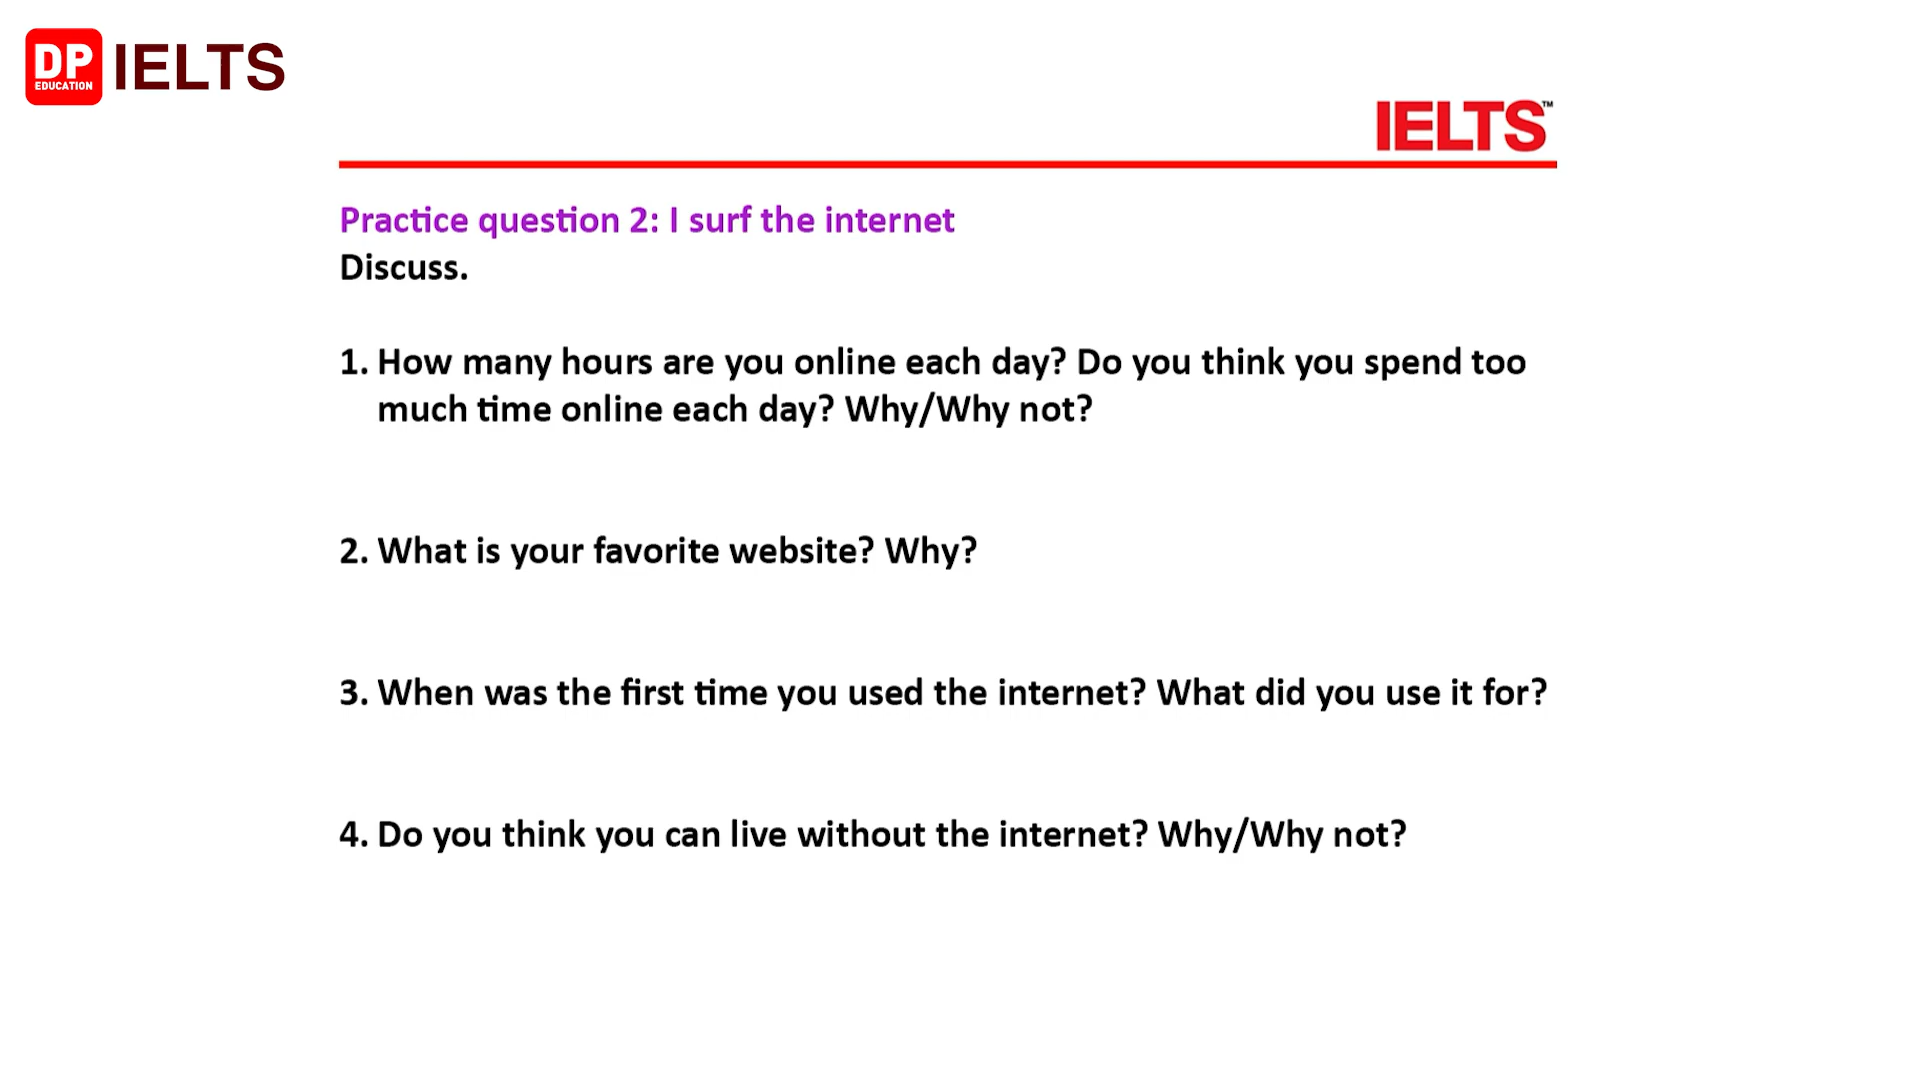 DP
EDUCATION
IELTS
IELTS™
Practice question 2: I surf the internet
Discuss.
1. How many hours are you online each day? Do you think you spend too
much time online each day? Why/Why not?
2. What is your favorite website? Why?
3. When was the first time you used the internet? What did you use it for?
4. Do you think you can live without the internet? Why/Why not?